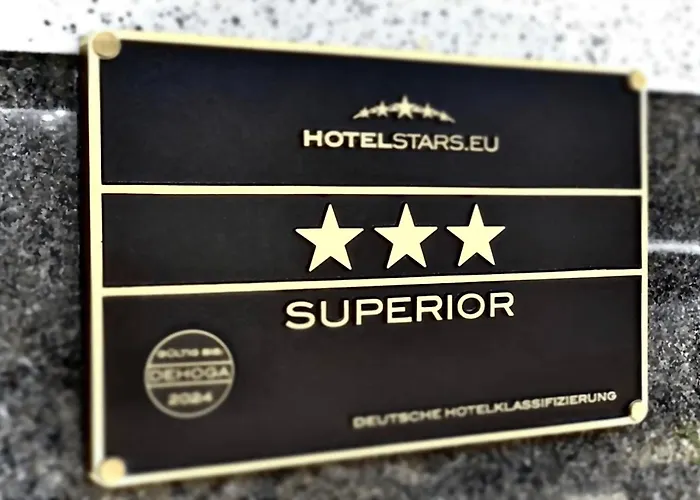 HOTELSTARS.EU
SUPERIOR
GÜLTIG BIS:
DEHOGA
2024
DEUTSCHE HOTELKLASSIFIZIERUNG